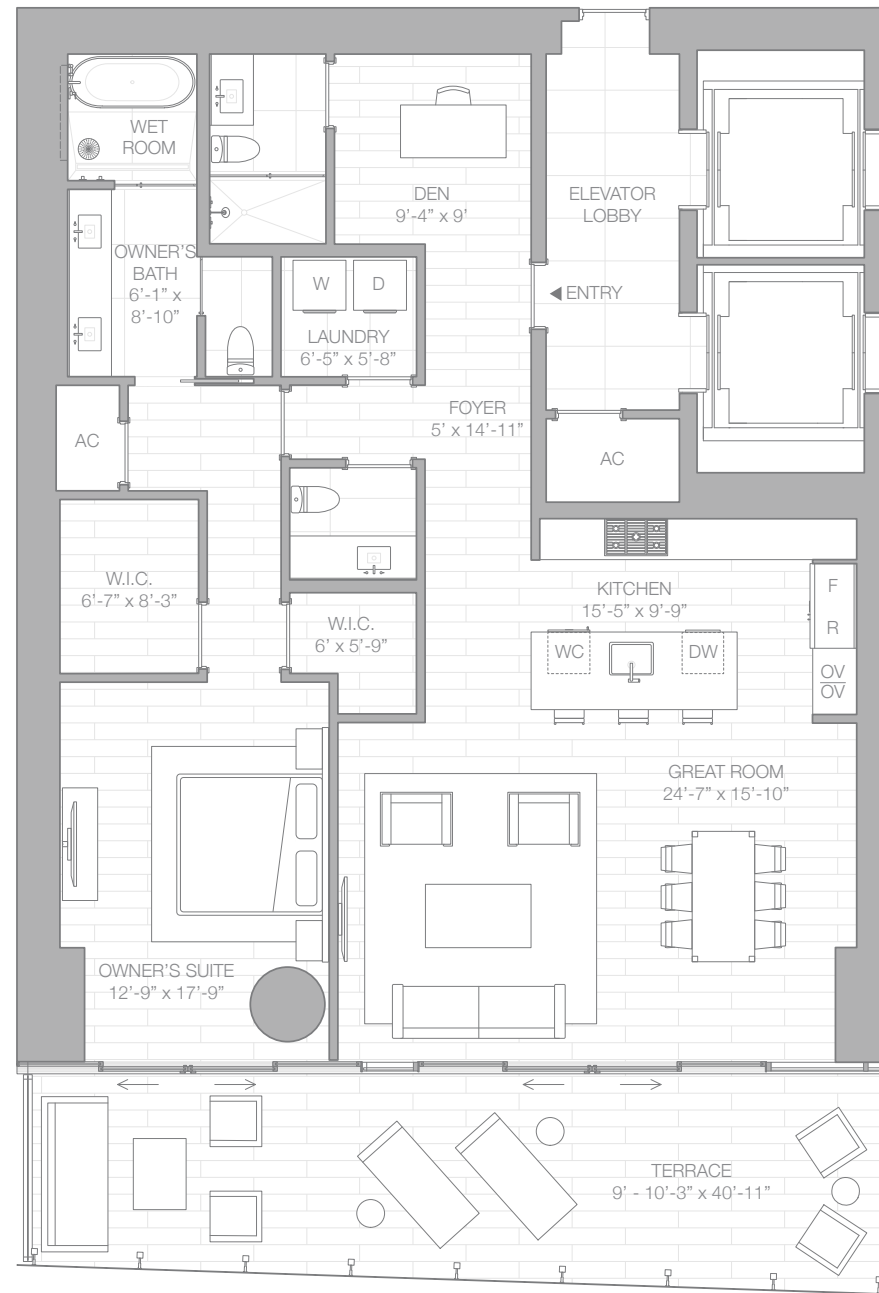 WET
ROOM
DEN
9’-4” x 9’
ELEVATOR
LOBBY
OWNER’S
BATH
6’-1” x
8’-10”
W
D
LAUNDRY
6’-5” x 5’-8”
ENTRY
FOYER
5’ x 14’-11”
AC
AC
W.I.C.
6’-7” x 8’-3”
W.I.C.
6’ x 5’-9”
KITCHEN
15’-5” x 9’-9”
F
R
WC
DW
OV
OV
GREAT ROOM
24’-7” x 15’-10”
OWNER’S SUITE
12’-9” x 17’-9”
TERRACE
9’ - 10’-3” x 40’-11”